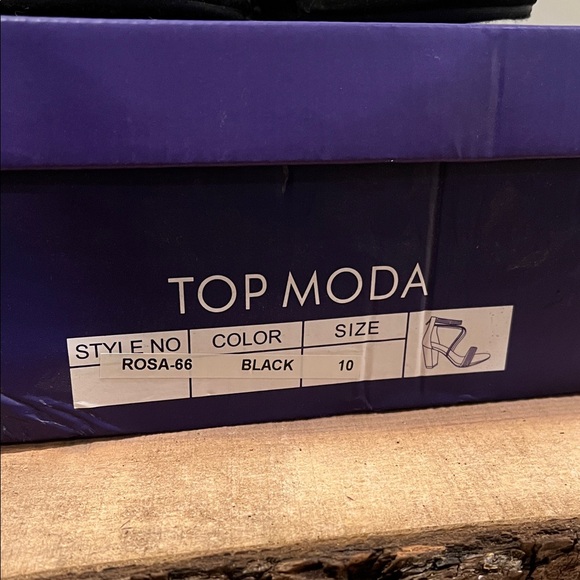 TOP MODA
STYLE NO COLOR SIZE
ROSA-66 BLACK 10